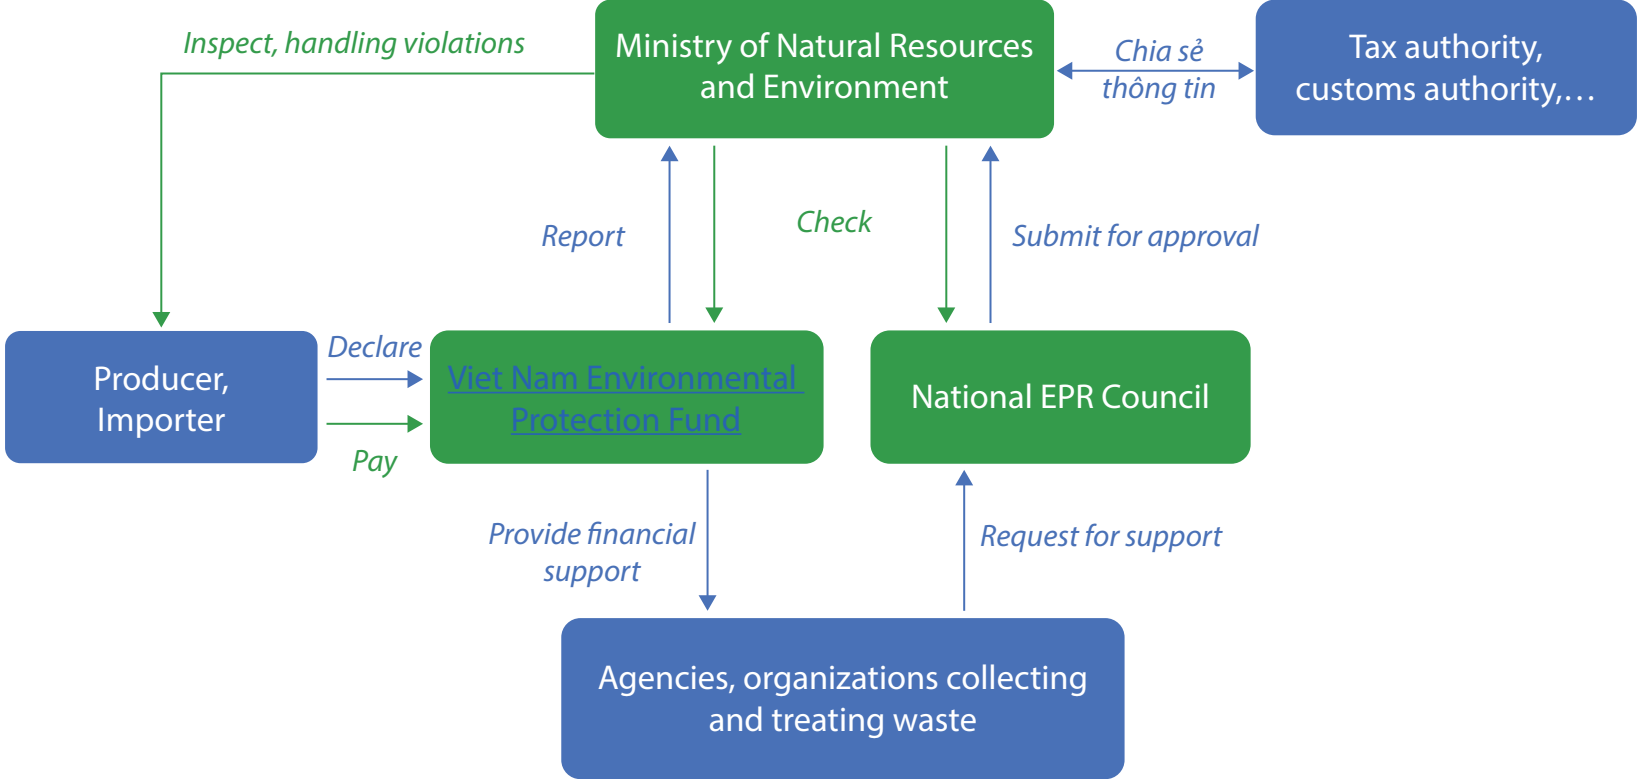 Inspect, handling violations
Ministry of Natural Resources
and Environment
Chia sẻ
thông tin
Tax authority,
customs authority,...
Report
Check
Submit for approval
Producer,
Importer
Declare
Pay
Viet Nam Environmental
Protection Fund
National EPR Council
Provide financial
support
Request for support
Agencies, organizations collecting
and treating waste